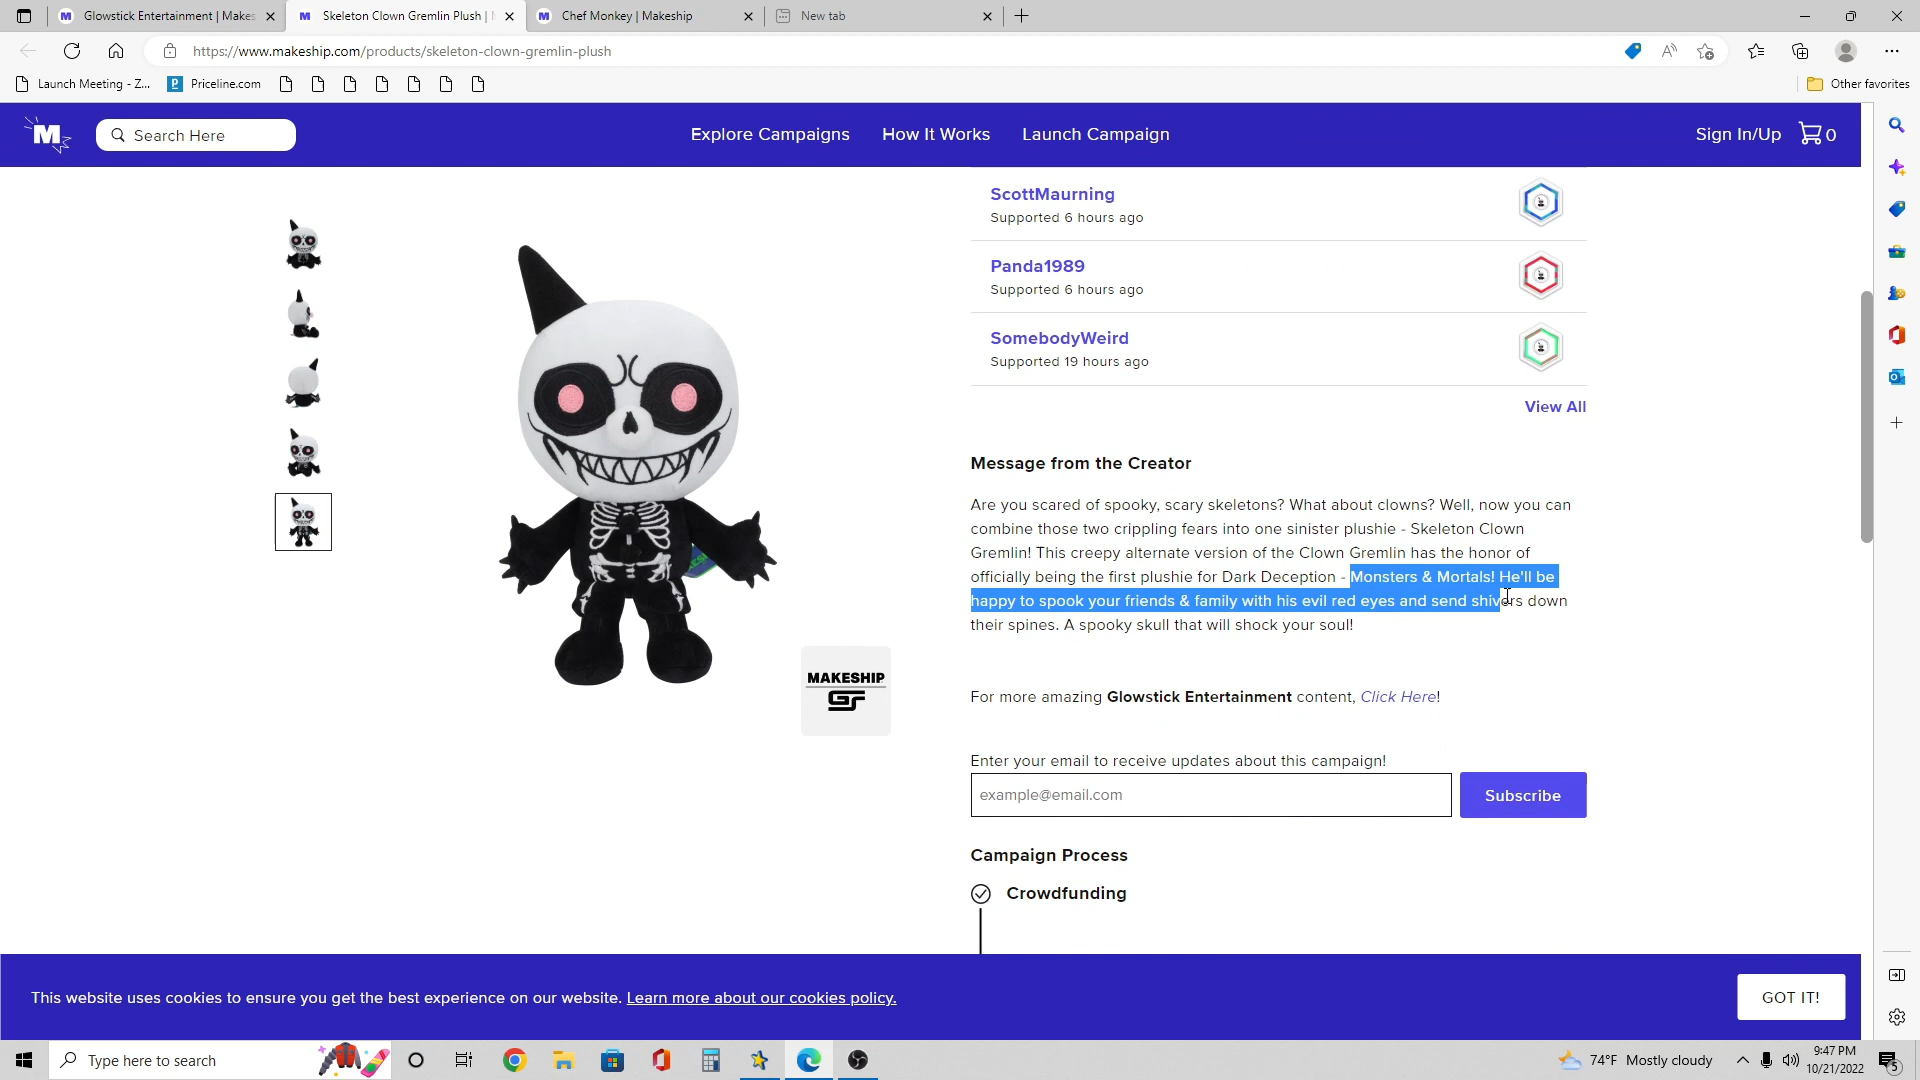 Glowstick Entertainment | Makes
Skeleton Clown Gremlin Plush |
Chef Monkey | Makeship
New tab
https://www.makeship.com/products/skeleton-clown-gremlin-plush
Launch Meeting - Z...
Priceline.com
Other favorites
M
Search Here
Explore Campaigns
How It Works
Launch Campaign
Sign In/Up
0
ScottMaurning
Supported 6 hours ago
Panda1989
Supported 6 hours ago
SomebodyWeird
Supported 19 hours ago
View All
Message from the Creator
Are you scared of spooky, scary skeletons? What about clowns? Well, now you can
combine those two crippling fears into one sinister plushie - Skeleton Clown
Gremlin! This creepy alternate version of the Clown Gremlin has the honor of
officially being the first plushie for Dark Deception - Monsters & Mortals! He'll be
happy to spook your friends & family with his evil red eyes and send shivers down
their spines. A spooky skull that will shock your soul!
MAKESHIP
For more amazing Glowstick Entertainment content, Click Here!
Enter your email to receive updates about this campaign!
example@email.com
Subscribe
Campaign Process
Crowdfunding
This website uses cookies to ensure you get the best experience on our website. Learn more about our cookies policy.
GOT IT!
Type here to search
74°F Mostly cloudy
9:47 PM
10/21/2022
5